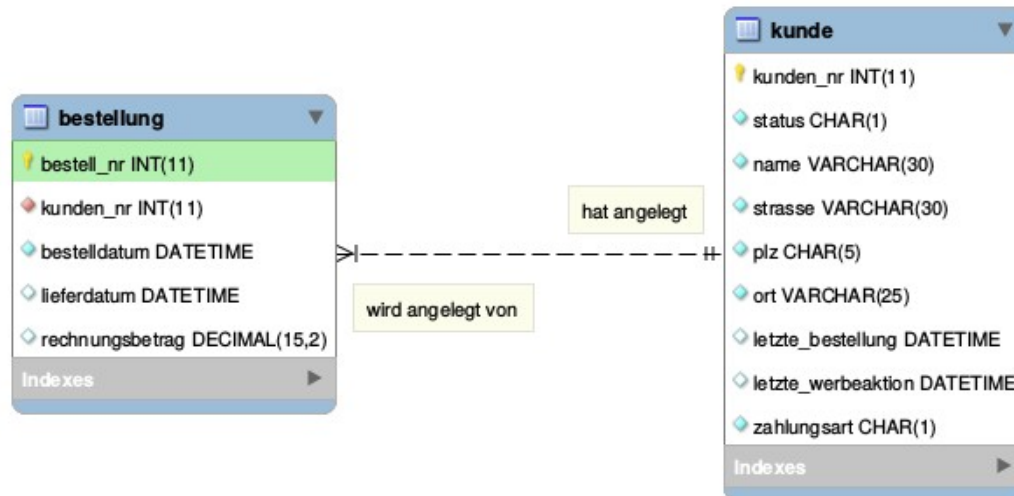 bestellung
bestell_nr INT(11)
kunden_nr INT(11)
bestelldatum DATETIME
lieferdatum DATETIME
rechnungsbetrag DECIMAL(15,2)
Indexes
hat angelegt
wird angelegt von
kunde
kunden_nr INT(11)
status CHAR(1)
name VARCHAR(30)
strasse VARCHAR(30)
plz CHAR(5)
ort VARCHAR(25)
letzte_bestellung DATETIME
letzte_werbeaktion DATETIME
zahlungsart CHAR(1)
Indexes